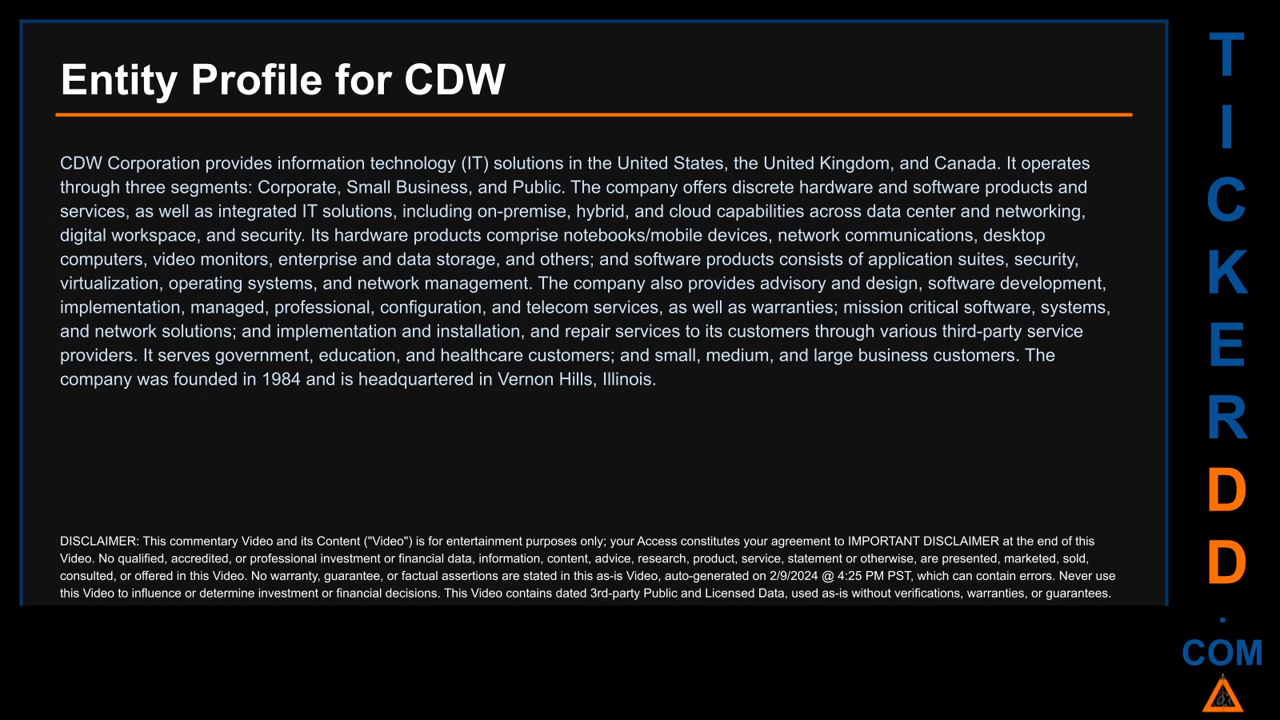 Entity Profile for CDW
CDW Corporation provides information technology (IT) solutions in the United States, the United Kingdom, and Canada. It operates
through three segments: Corporate, Small Business, and Public. The company offers discrete hardware and software products and
services, as well as integrated IT solutions, including on-premise, hybrid, and cloud capabilities across data center and networking,
digital workspace, and security. Its hardware products comprise notebooks/mobile devices, network communications, desktop
computers, video monitors, enterprise and data storage, and others; and software products consists of application suites, security,
virtualization, operating systems, and network management. The company also provides advisory and design, software development,
implementation, managed, professional, configuration, and telecom services, as well as warranties; mission critical software, systems,
and network solutions; and implementation and installation, and repair services to its customers through various third-party service
providers. It serves government, education, and healthcare customers; and small, medium, and large business customers. The
company was founded in 1984 and is headquartered in Vernon Hills, Illinois.
DISCLAIMER: This commentary Video and its Content ("Video") is for entertainment purposes only; your Access constitutes your agreement to IMPORTANT DISCLAIMER at the end of this
Video. No qualified, accredited, or professional investment or financial data, information, content, advice, research, product, service, statement or otherwise, are presented, marketed, sold,
consulted, or offered in this Video. No warranty, guarantee, or factual assertions are stated in this as-is Video, auto-generated on 2/9/2024 @ 4:25 PM PST, which can contain errors. Never use
this Video to influence or determine investment or financial decisions. This Video contains dated 3rd-party Public and Licensed Data, used as-is without verifications, warranties, or guarantees.
T
I
C
K
E
R
D
D
.
COM